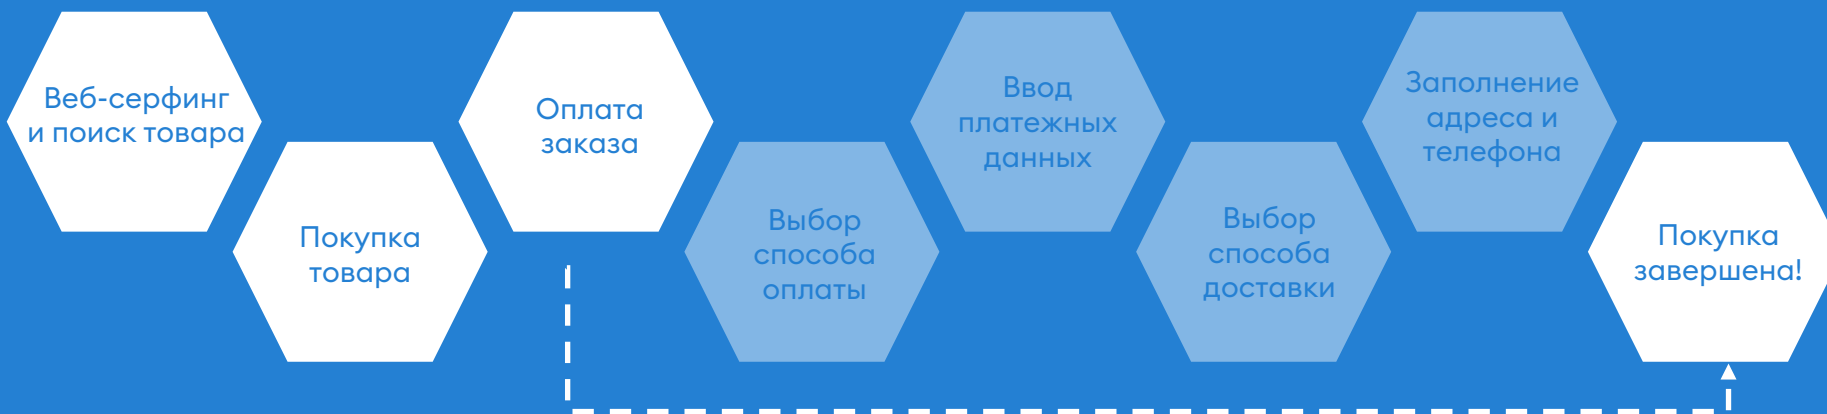 Веб-серфинг
и поиск товара
Покупка
товара
Оплата
заказа
Выбор
способа
оплаты
Ввод
платежных
данных
Выбор
способа
доставки
Заполнение
адреса и
телефона
Покупка
завершена!